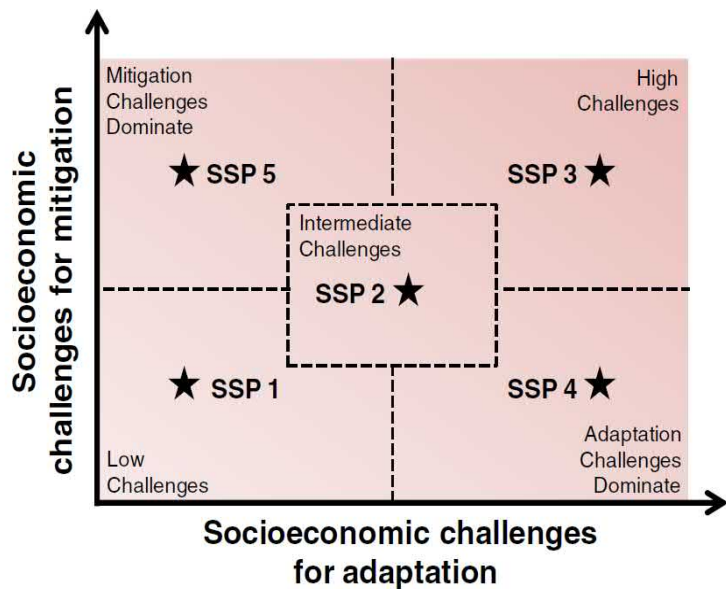 Socioeconomic
challenges for mitigation
Mitigation
Challenges
Dominate
High
Challenges
SSP 5
SSP 3
Intermediate
Challenges
SSP 2
SSP 1
SSP 4
Low
Challenges
Adaptation
Challenges
Dominate
Socioeconomic challenges
for adaptation